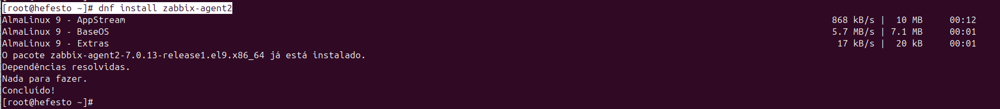 [root@hefesto ~]# dnf install zabbix-agent2
AlmaLinux 9 - AppStream 868 kB/s | 10 MB 00:12
AlmaLinux 9 - BaseOS 5.7 MB/s | 7.1 MB 00:01
AlmaLinux 9 - Extras 17 kB/s | 20 kB 00:01
O pacote zabbix-agent2-7.0.13-release1.el9.x86_64 já está instalado.
Dependências resolvidas.
Nada para fazer.
Concluído!
[root@hefesto ~]#